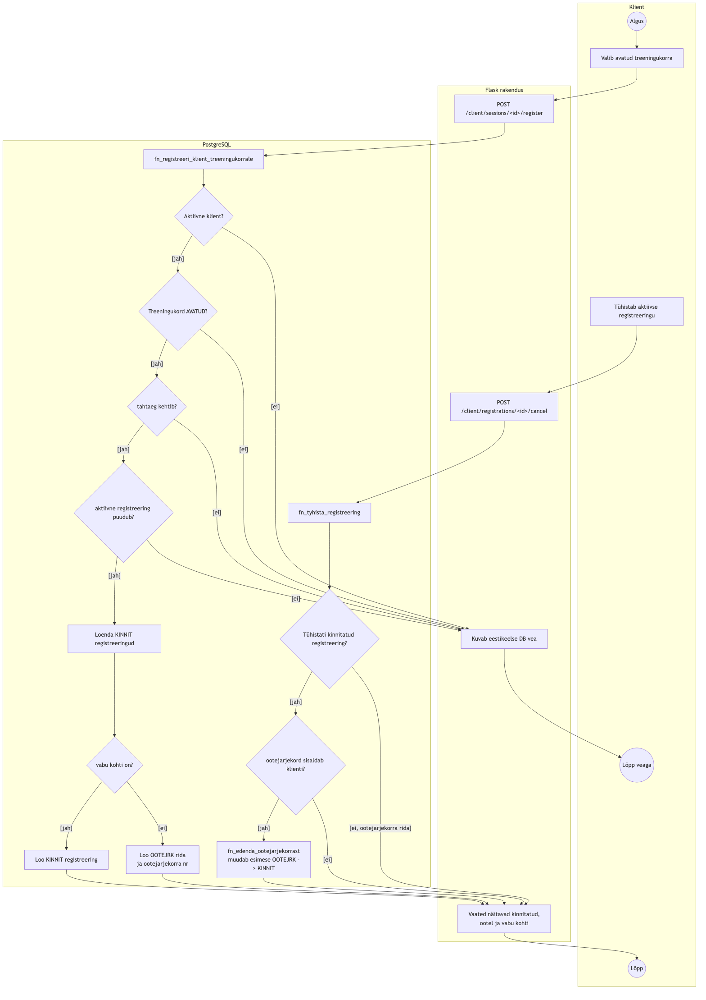 Klient
Algus
Valib avatud treeningukorra
Flask rakendus
POST
/client/sessions/<id>/register
PostgreSQL
fn_registreeri_klient_treeningukorrale
Aktiivne klient?
[jah]
Treeningukord AVATUD?
Tühistab aktiivse
registreeringu
[jah]
tahtaeg kehtib?
[ei]
POST
/client/registrations/<id>/cancel
[jah]
[ei]
aktiivne registreering
puudub?
[ei]
fn_tyhista_registreering
[jah]
[ei]
Loenda KINNIT
registreeringud
Tühistati kinnitatud
registreering?
Kuvab eestikeelse DB vea
[jah]
vabu kohti on?
ootejarjekord sisaldab
klienti?
Lõpp veaga
[jah]
[ei]
[jah]
[ei, ootejarjekorra rida]
Loo KINNIT registreering
Loo OOTEJRK rida
ja ootejarjekorra nr
fn_edenda_ootejarjekorrast
muudab esimese OOTEJRK -
> KINNIT
[ei]
Vaated näitavad kinnitatud,
ootel ja vabu kohti
Lõpp